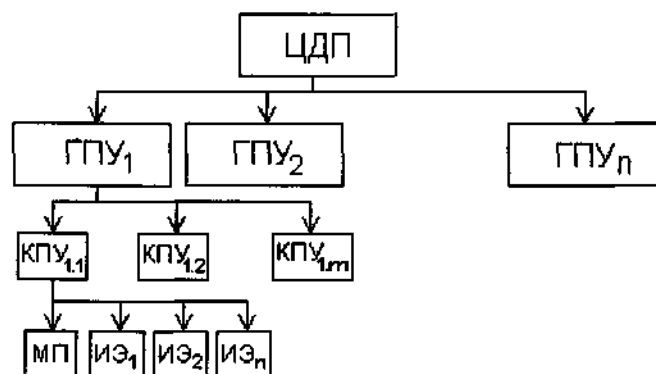 ЦДП
ГПУ1 ГПУ2 ГПУn
КПУ1.1 КПУ1.2 КПУ1.m
МП ИЭ1 ИЭ2 ИЭn